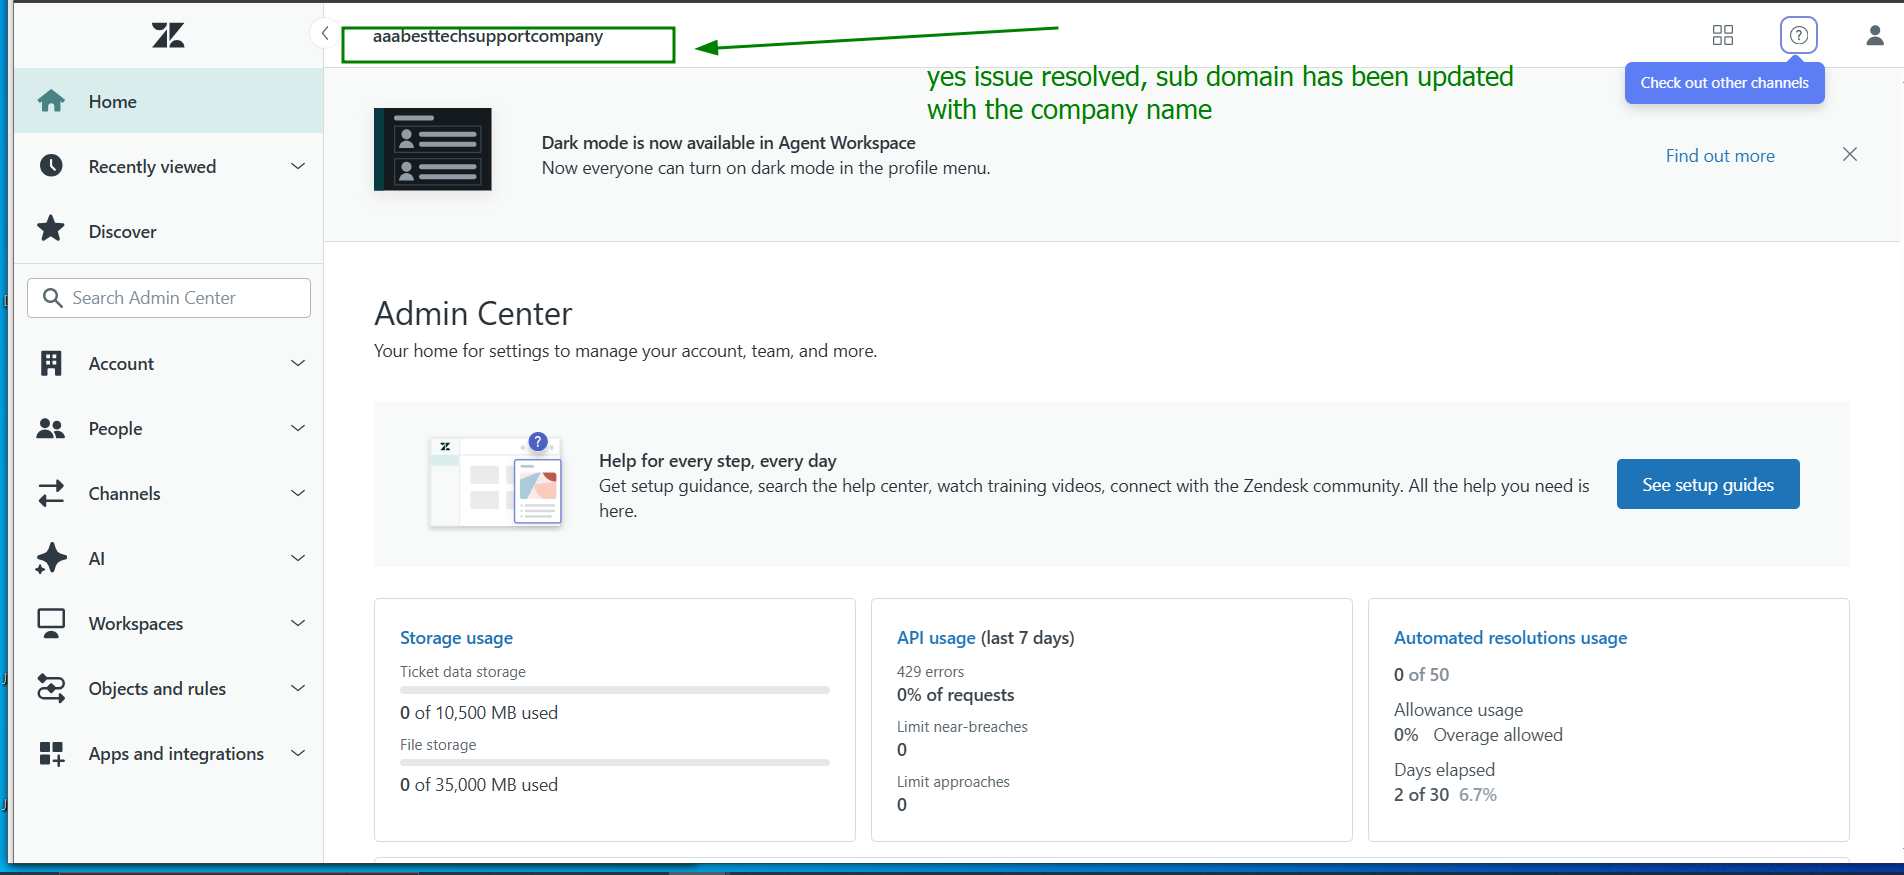 aaabesttechsupportcompany
yes issue resolved, sub domain has been updated
with the company name
Check out other channels
Home
Recently viewed
Discover
Search Admin Center
Account
People
Channels
AI
Workspaces
Objects and rules
Apps and integrations
Dark mode is now available in Agent Workspace
Now everyone can turn on dark mode in the profile menu.
Find out more
Admin Center
Your home for settings to manage your account, team, and more.
Help for every step, every day
Get setup guidance, search the help center, watch training videos, connect with the Zendesk community. All the help you need is
here.
See setup guides
Storage usage
Ticket data storage
0 of 10,500 MB used
File storage
0 of 35,000 MB used
API usage (last 7 days)
429 errors
0% of requests
Limit near-breaches
0
Limit approaches
0
Automated resolutions usage
0 of 50
Allowance usage
0% Overage allowed
Days elapsed
2 of 30 6.7%